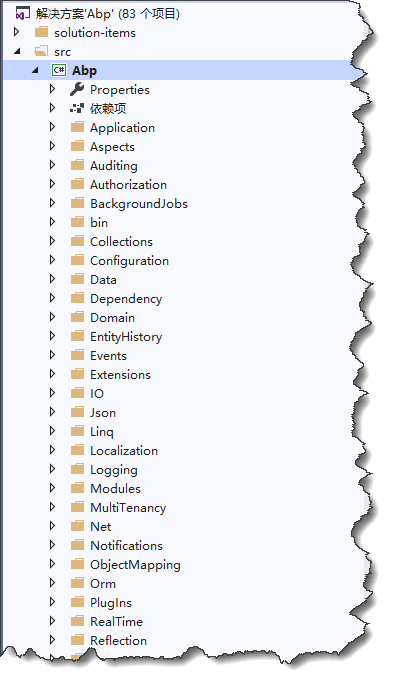 解决方案'Abp' (83 个项目)
solution-items
src
C# Abp
Properties
依赖项
Application
Aspects
Auditing
Authorization
BackgroundJobs
bin
Collections
Configuration
Data
Dependency
Domain
EntityHistory
Events
Extensions
IO
Json
Linq
Localization
Logging
Modules
MultiTenancy
Net
Notifications
ObjectMapping
Orm
PlugIns
RealTime
Reflection